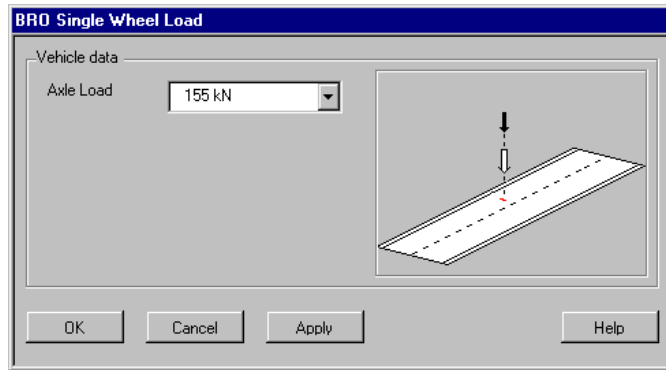 BRO Single Wheel Load
Vehicle data
Axle Load 155 kN
OK Cancel Apply Help